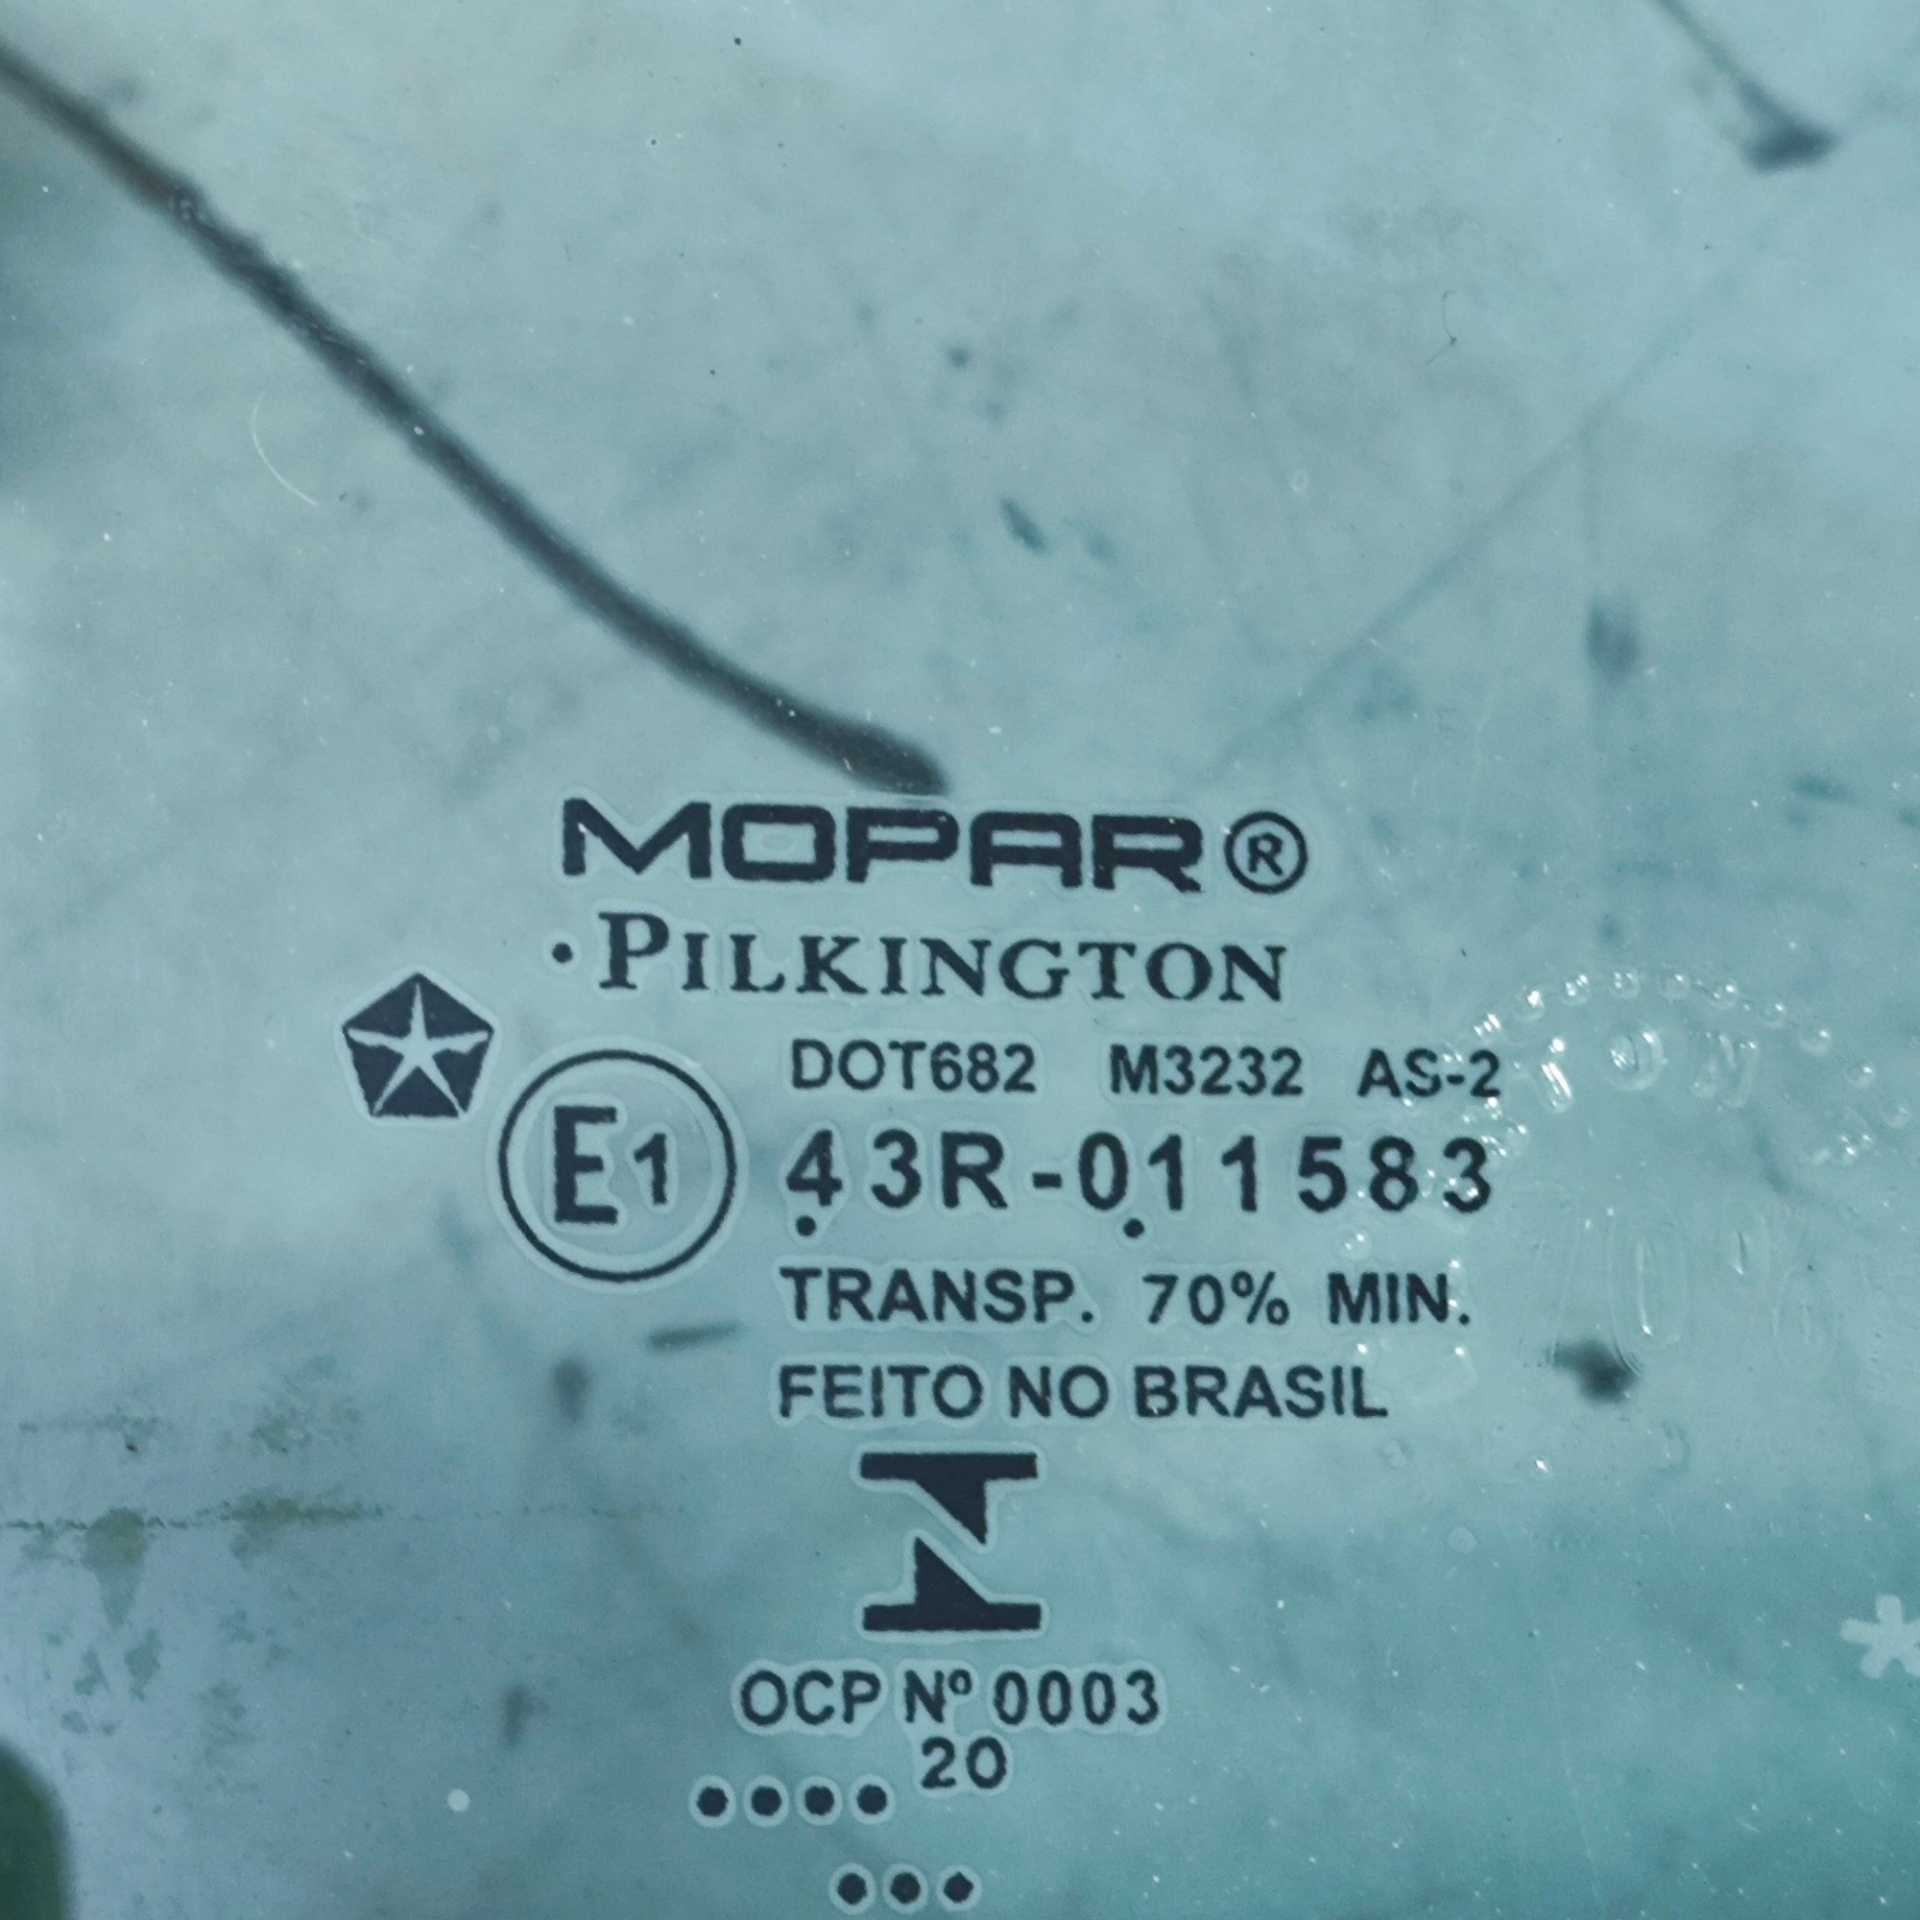 MOPAR®
PILKINGTON
DOT682 M3232 AS-2
E1 43R-011583
TRANSP. 70% MIN.
FEITO NO BRASIL
OCP Nº 0003
20
70%